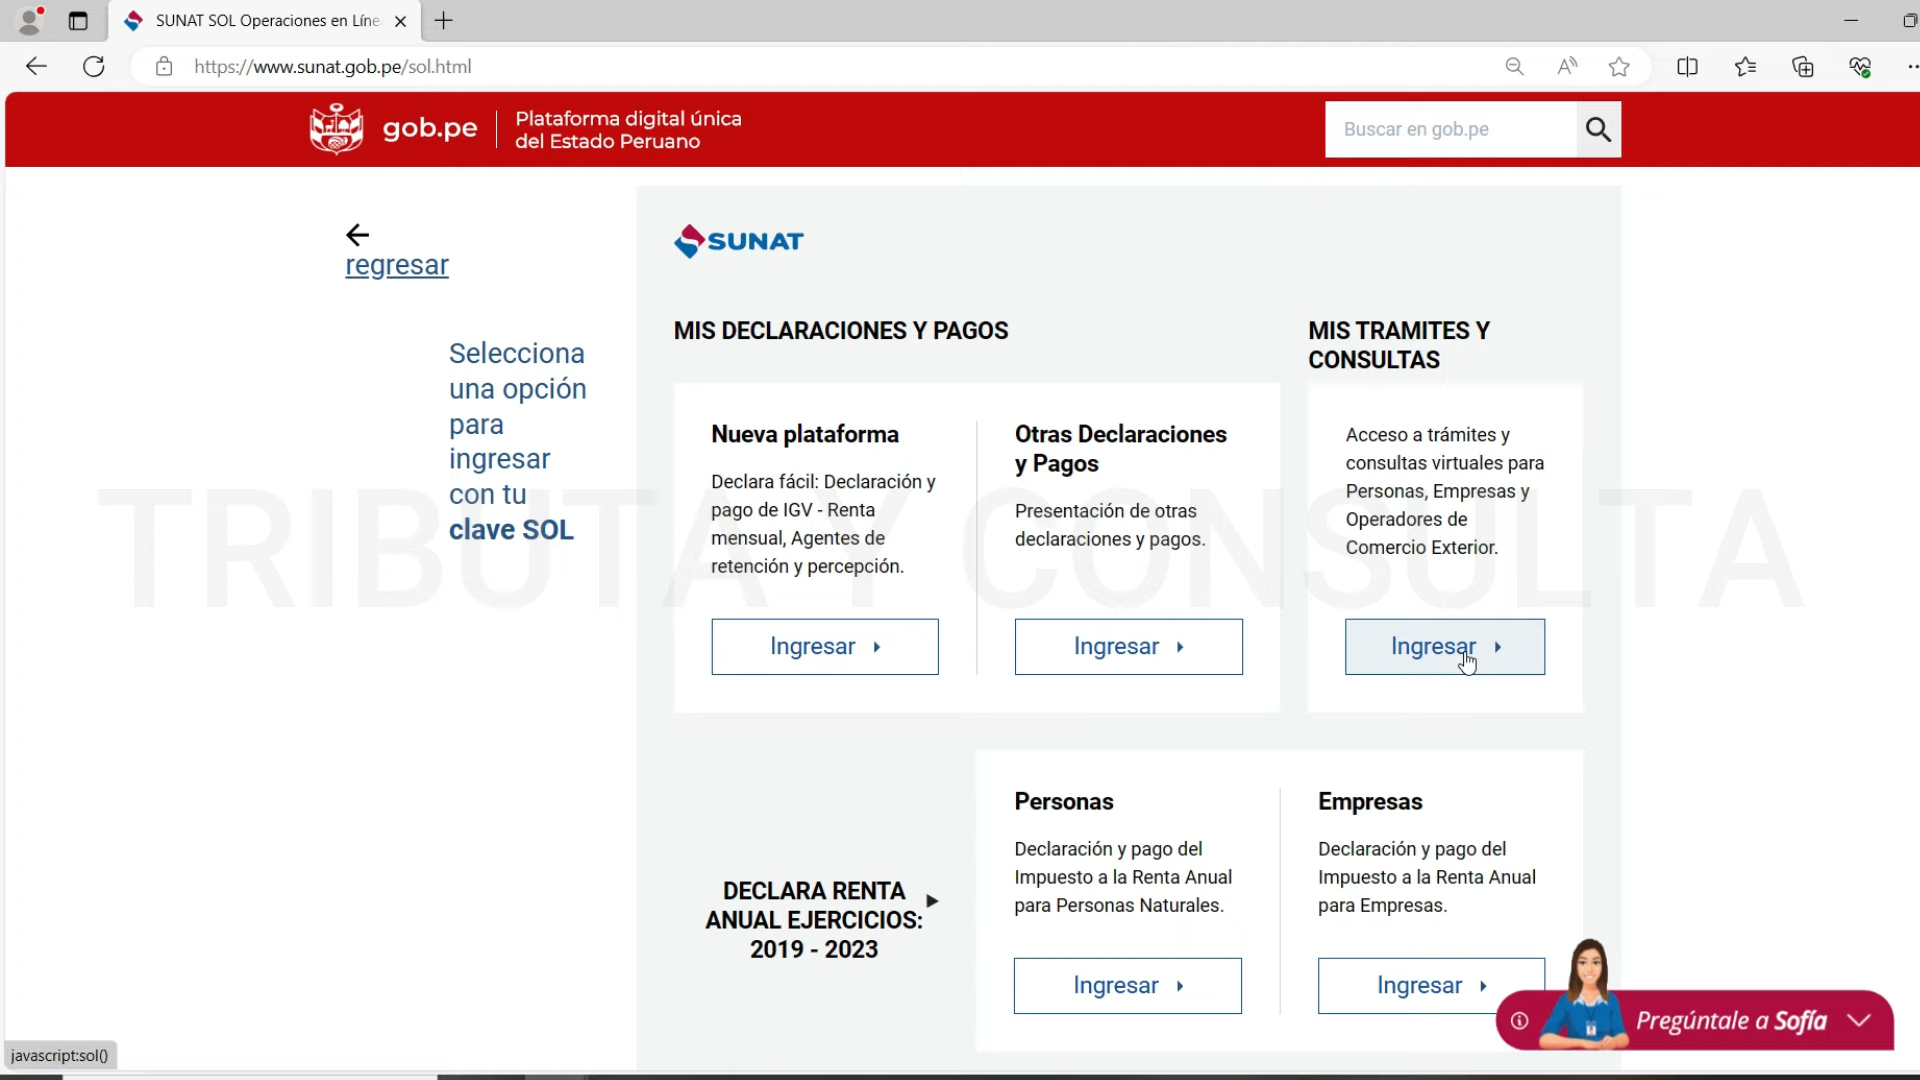 SUNAT SOL Operaciones en Líne
https://www.sunat.gob.pe/sol.html
gob.pe
Plataforma digital única
del Estado Peruano
Buscar en gob.pe
regresar
Selecciona
una opción
para
ingresar
con tu
clave SOL
SUNAT
MIS DECLARACIONES Y PAGOS
Nueva plataforma
Declara fácil: Declaración y
pago de IGV - Renta
mensual, Agentes de
retención y percepción.
Ingresar
Otras Declaraciones
y Pagos
Presentación de otras
declaraciones y pagos.
Ingresar
MIS TRAMITES Y
CONSULTAS
Acceso a trámites y
consultas virtuales para
Personas, Empresas y
Operadores de
Comercio Exterior.
Ingresar
TRIBUTA Y CONSULTA
DECLARA RENTA
ANUAL EJERCICIOS:
2019 - 2023
Personas
Declaración y pago del
Impuesto a la Renta Anual
para Personas Naturales.
Ingresar
Empresas
Declaración y pago del
Impuesto a la Renta Anual
para Empresas.
Ingresar
Pregúntale a Sofía
javascript:sol()